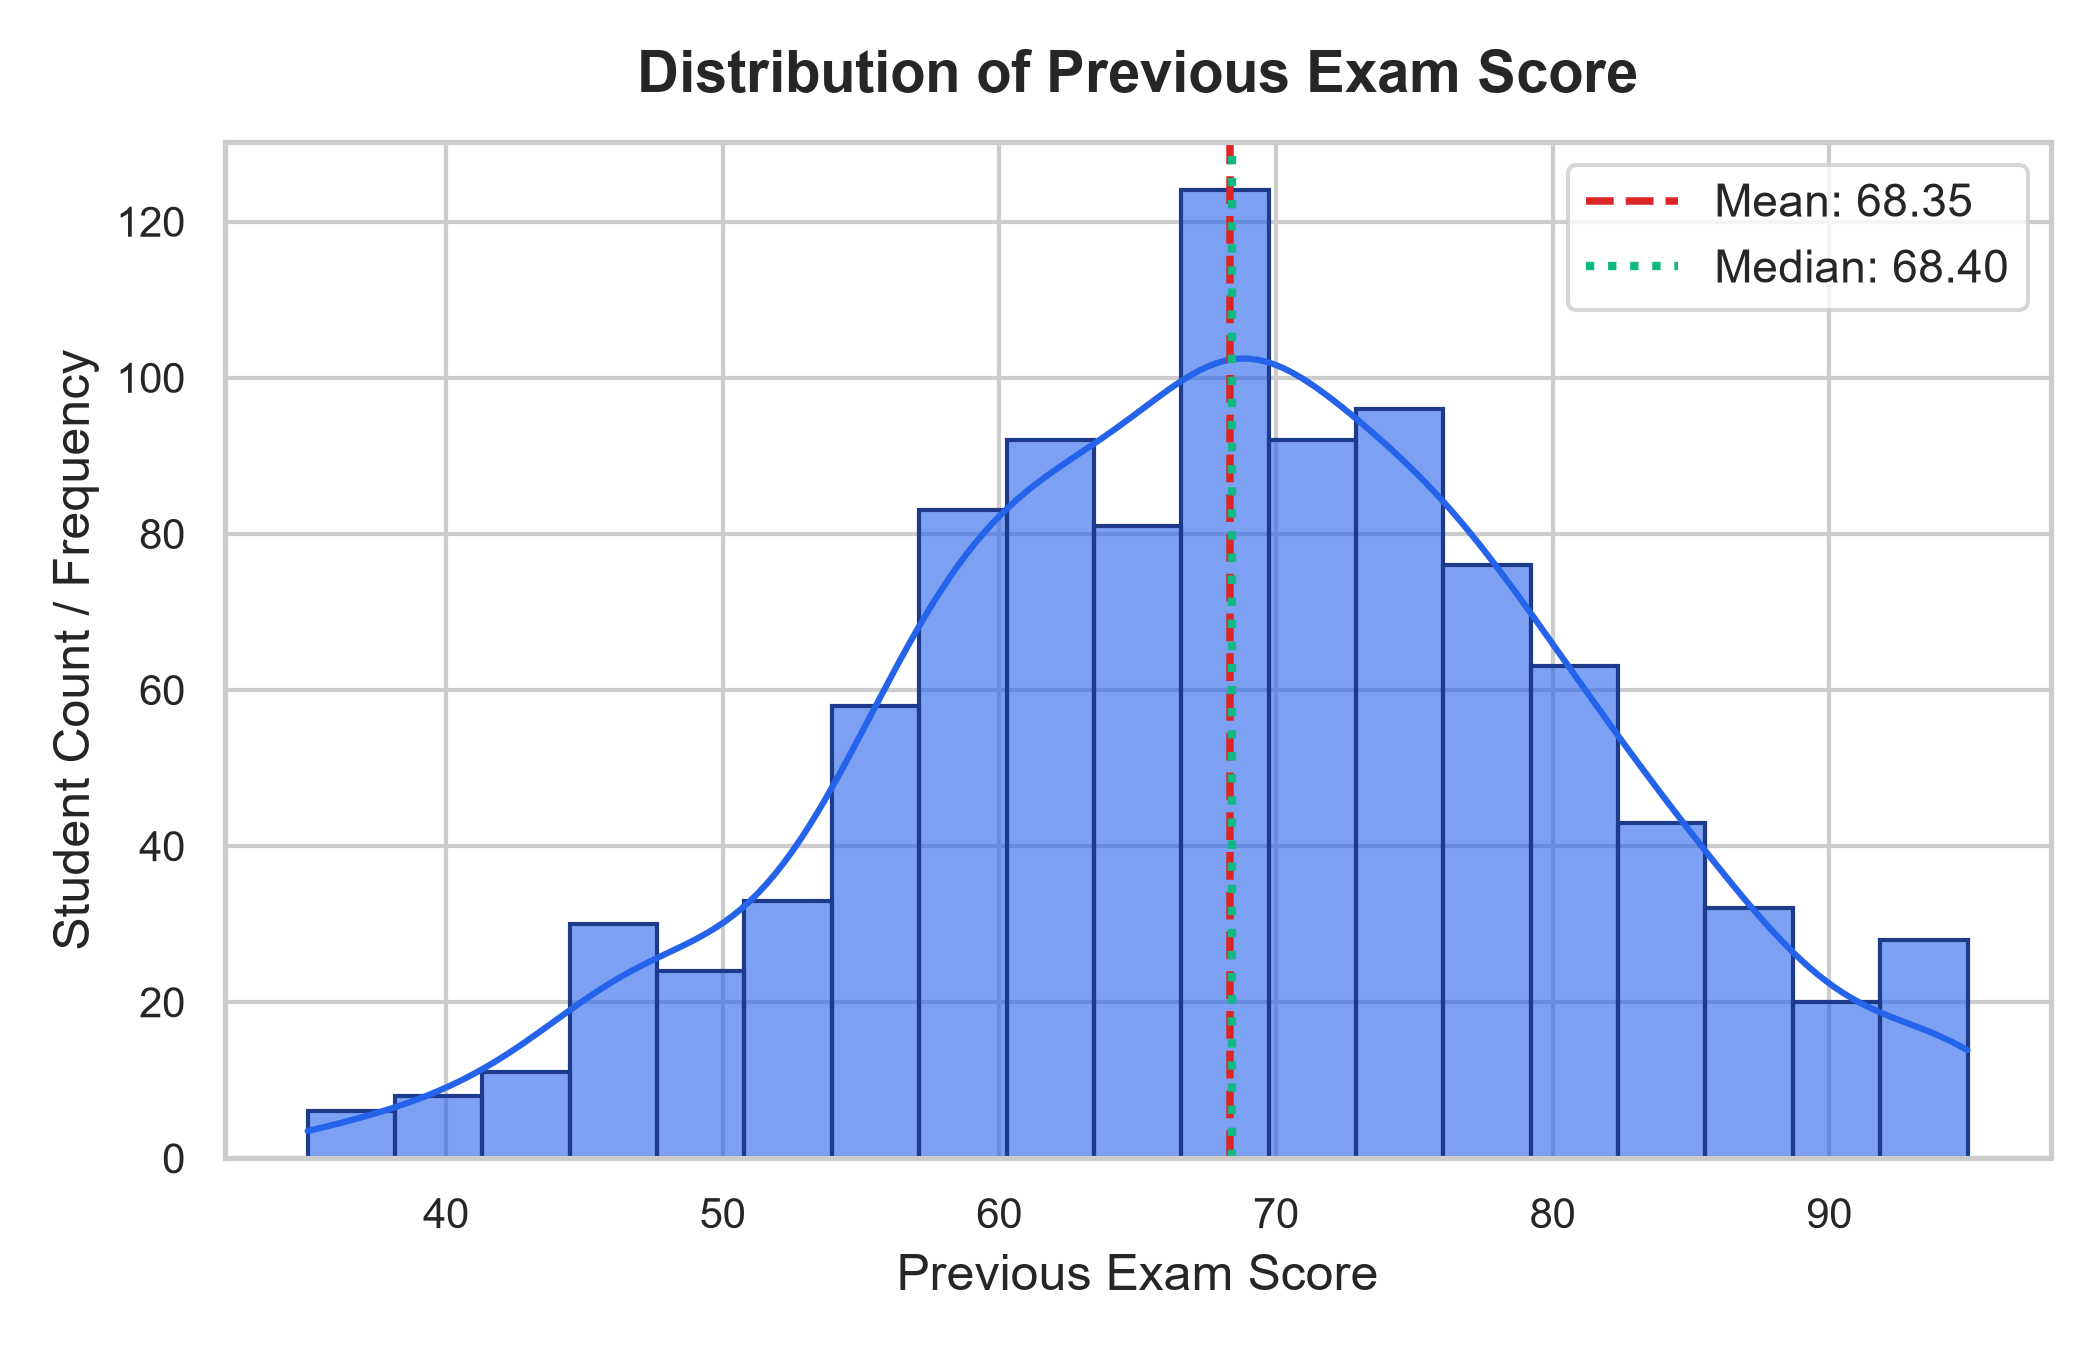 Distribution of Previous Exam Score
Mean: 68.35
Median: 68.40
Student Count / Frequency
120
100
80
60
40
20
0
40 50 60 70 80 90
Previous Exam Score